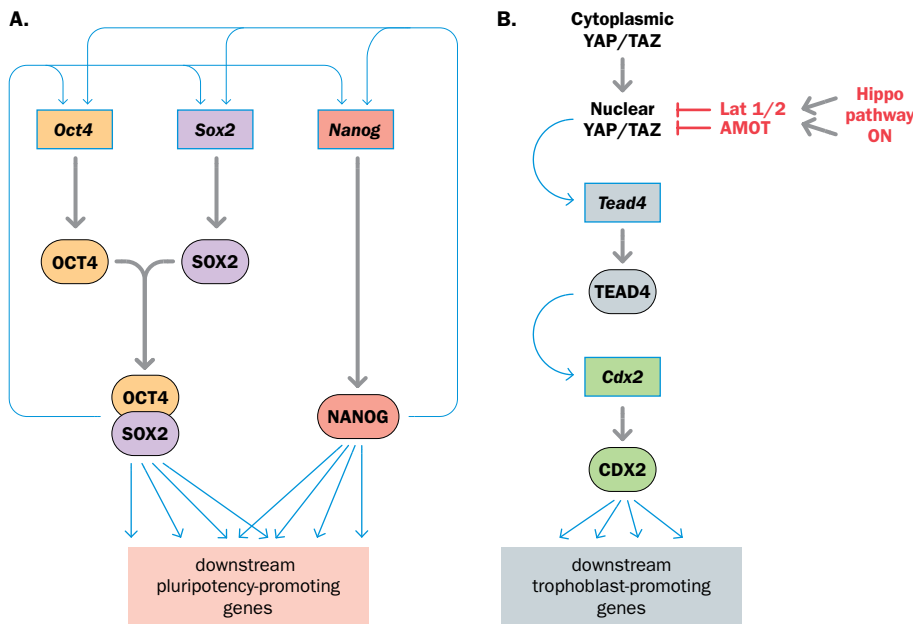 A.
Oct4
Sox2
Nanog
OCT4
SOX2
OCT4
SOX2
NANOG
downstream
pluripotency-promoting
genes
B.
Cytoplasmic
YAP/TAZ
Nuclear
YAP/TAZ
Lat 1/2
AMOT
Hippo
pathway
ON
Tead4
TEAD4
Cdx2
CDX2
downstream
trophoblast-promoting
genes